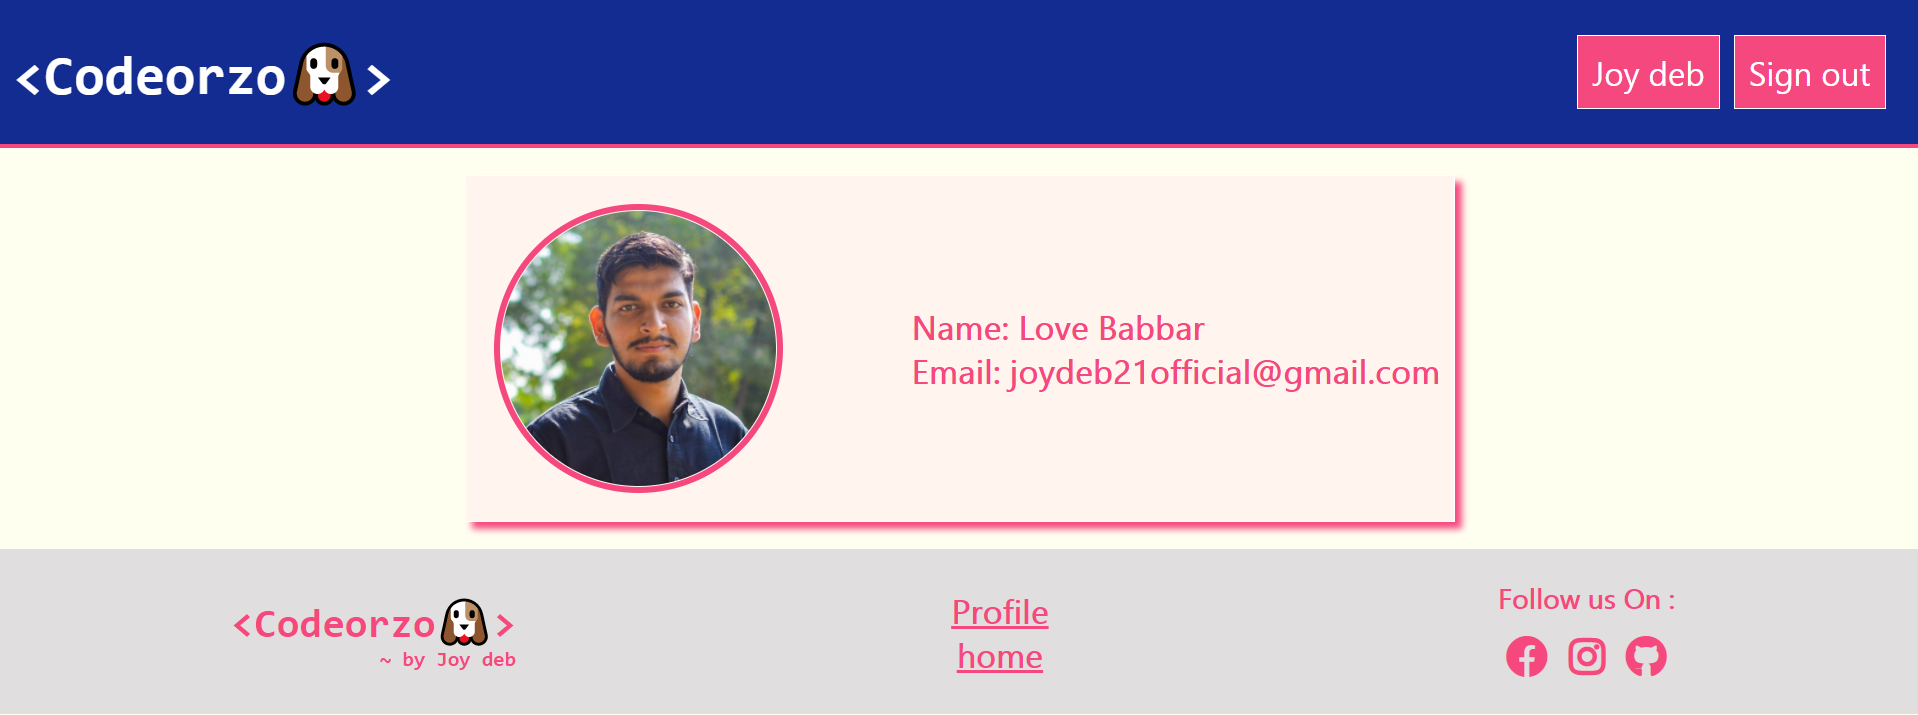 <Codeorzo>
Joy deb
Sign out
Name: Love Babbar
Email: joydeb21official@gmail.com
<Codeorzo>
~ by Joy deb
Profile
home
Follow us On :